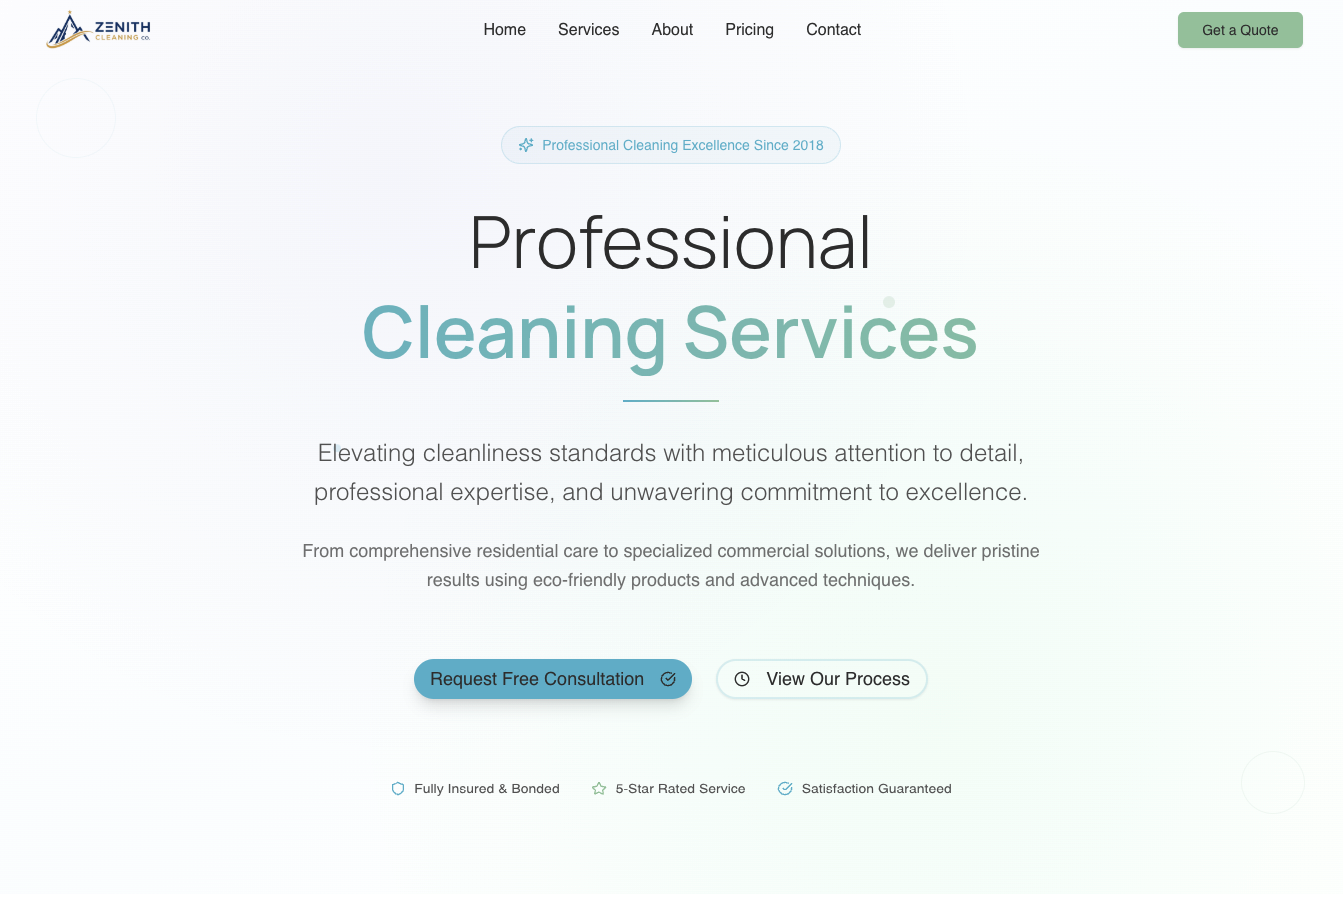 ZENITH
CLEANING CO.
Home
Services
About
Pricing
Contact
Get a Quote
Professional Cleaning Excellence Since 2018
Professional
Cleaning Services
Elevating cleanliness standards with meticulous attention to detail,
professional expertise, and unwavering commitment to excellence.
From comprehensive residential care to specialized commercial solutions, we deliver pristine
results using eco-friendly products and advanced techniques.
Request Free Consultation
View Our Process
Fully Insured & Bonded
5-Star Rated Service
Satisfaction Guaranteed